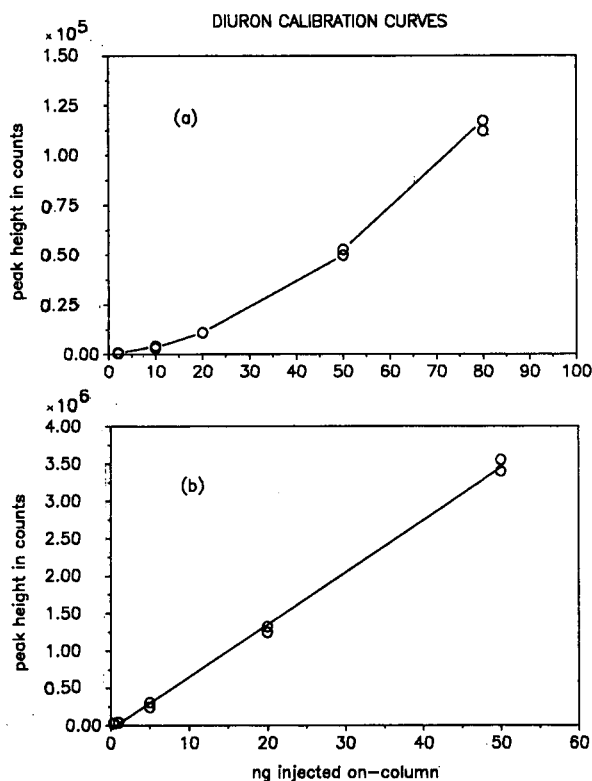 DIURON CALIBRATION CURVES
×10⁵
1.50
1.25
1.00
0.75
0.50
0.25
0.00
peak height in counts
(a)
0 10 20 30 40 50 60 70 80 90 100
×10⁶
4.00
3.50
3.00
2.50
2.00
1.50
1.00
0.50
0.00
peak height in counts
(b)
0 10 20 30 40 50 60
ng injected on-column